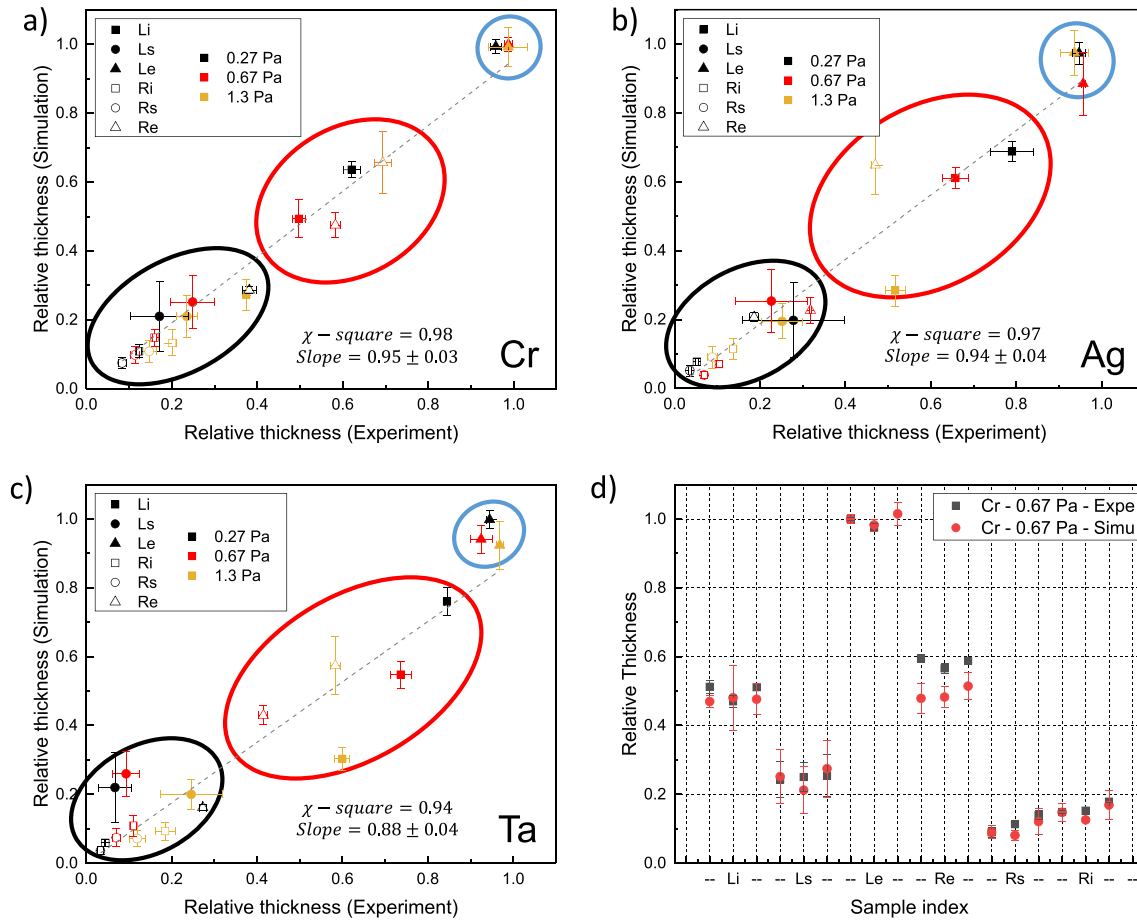 a)
1.0
0.8
0.6
0.4
0.2
0.0
0.0 0.2 0.4 0.6 0.8 1.0
Relative thickness (Simulation)
Relative thickness (Experiment)
Li
Ls
Le
Ri
Rs
Re
0.27 Pa
0.67 Pa
1.3 Pa
χ − square = 0.98
Slope = 0.95 ± 0.03
Cr
b)
1.0
0.8
0.6
0.4
0.2
0.0
0.0 0.2 0.4 0.6 0.8 1.0
Relative thickness (Simulation)
Relative thickness (Experiment)
Li
Ls
Le
Ri
Rs
Re
0.27 Pa
0.67 Pa
1.3 Pa
χ − square = 0.97
Slope = 0.94 ± 0.04
Ag
c)
1.0
0.8
0.6
0.4
0.2
0.0
0.0 0.2 0.4 0.6 0.8 1.0
Relative thickness (Simulation)
Relative thickness (Experiment)
Li
Ls
Le
Ri
Rs
Re
0.27 Pa
0.67 Pa
1.3 Pa
χ − square = 0.94
Slope = 0.88 ± 0.04
Ta
d)
1.0
0.8
0.6
0.4
0.2
0.0
Relative Thickness
Cr - 0.67 Pa - Expe
Cr - 0.67 Pa - Simu
-- Li -- -- Ls -- -- Le -- -- Re -- -- Rs -- -- Ri -- --
Sample index